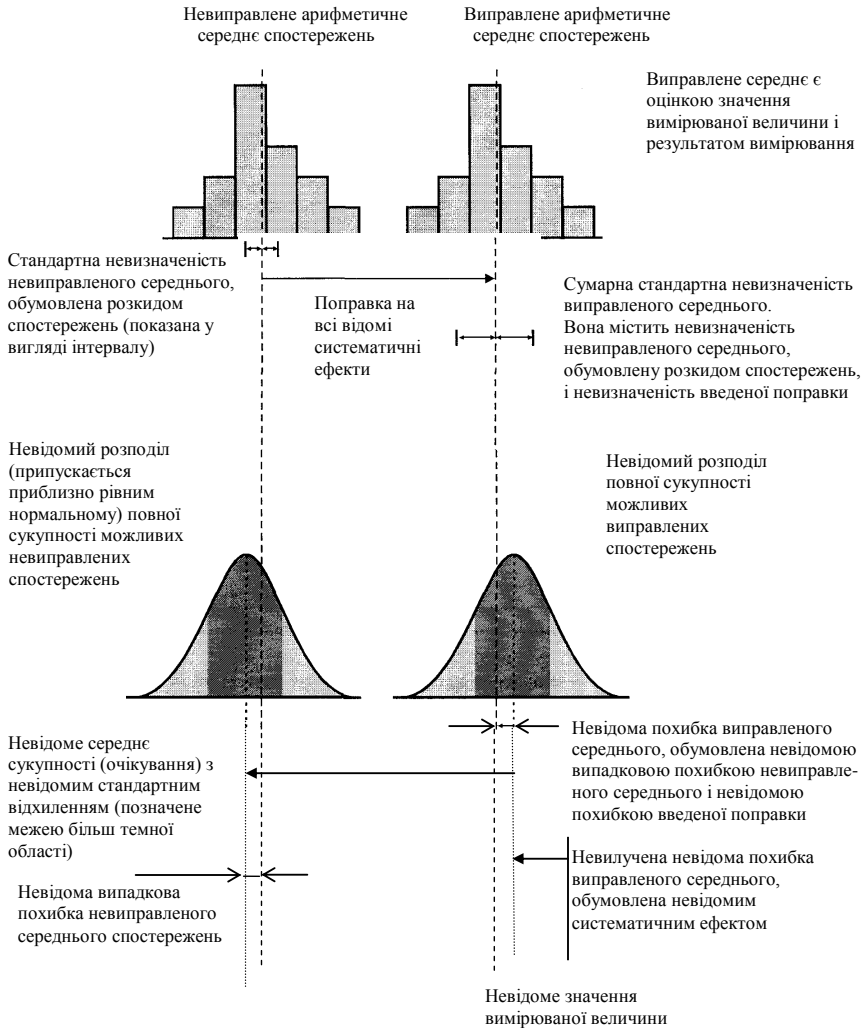 Невиправлене арифметичне
середнє спостережень
Виправлене арифметичне
середнє спостережень
Виправлене середнє є
оцінкою значення
вимірюваної величини і
результатом вимірювання
Стандартна невизначеність
невиправленого середнього,
обумовлена розкидом
спостережень (показана у
вигляді інтервалу)
Поправка на
всі відомі
систематичні
ефекти
Сумарна стандартна невизначеність
виправленого середнього.
Вона містить невизначеність
невиправленого середнього,
обумовлену розкидом спостережень,
і невизначеність введеної поправки
Невідомий розподіл
(припускається
приблизно рівним
нормальному) повної
сукупності можливих
невиправлених
спостережень
Невідомий розподіл
повної сукупності
можливих
виправлених
спостережень
Невідоме середнє
сукупності (очікування) з
невідомим стандартним
відхиленням (позначене
межею більш темної
області)
Невідома похибка виправленого
середнього, обумовлена невідомою
випадковою похибкою невиправле-
ного середнього і невідомою
похибкою введеної поправки
Невідома випадкова
похибка невиправленого
середнього спостережень
Невилучена невідома похибка
виправленого середнього,
обумовлена невідомим
систематичним ефектом
Невідоме значення
вимірюваної величини